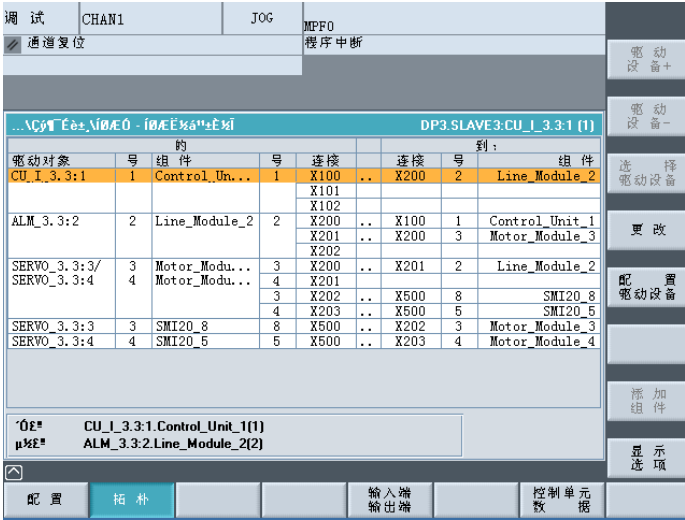 调 试
CHAN1
JOG
MPF0
通道复位
程序中断
驱 动
设 备+
驱 动
设 备-
选 择
驱动设备
更 改
配 置
驱动设备
添 加
组 件
显 示
选 项
DP3.SLAVE3:CU_I_3.3:1 (1)
的 到:
驱动对象 号 组 件 号 连接 连接 号 组 件
CU_I_3.3:1 1 Control_Un... 1 X100 .. X200 2 Line_Module_2
X101
X102
ALM_3.3:2 2 Line_Module_2 2 X200 .. X100 1 Control_Unit_1
X201 .. X200 3 Motor_Module_3
X202
SERVO_3.3:3/ 3 Motor_Modu... 3 X200 .. X201 2 Line_Module_2
SERVO_3.3:4 4 Motor_Modu... 4 X201
3 X202 .. X500 8 SMI20_8
4 X203 .. X500 5 SMI20_5
SERVO_3.3:3 3 SMI20_8 8 X500 .. X202 3 Motor_Module_3
SERVO_3.3:4 4 SMI20_5 5 X500 .. X203 4 Motor_Module_4
CU_I_3.3:1.Control_Unit_1(1)
ALM_3.3:2.Line_Module_2(2)
配 置
拓 朴
输入端
输出端
控制单元
数 据